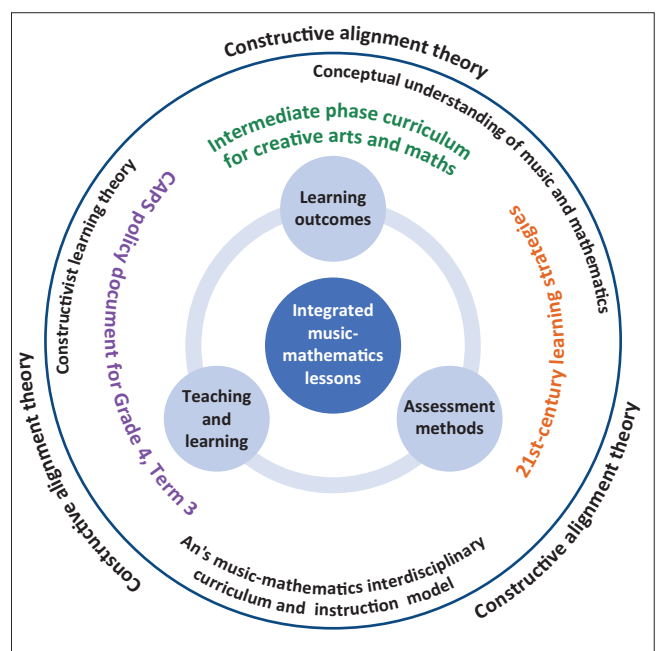 Constructive alignment theory
Conceptual understanding of music and mathematics
Intermediate phase curriculum
for creative arts and maths
Constructivist learning theory
CAPS policy document for Grade 4, Term 3
21st-century learning strategies
Learning
outcomes
Integrated
music-
mathematics
lessons
Teaching
and
learning
Assessment
methods
An's music-mathematics interdisciplinary
curriculum and instruction model
Constructive alignment theory
Constructive alignment theory